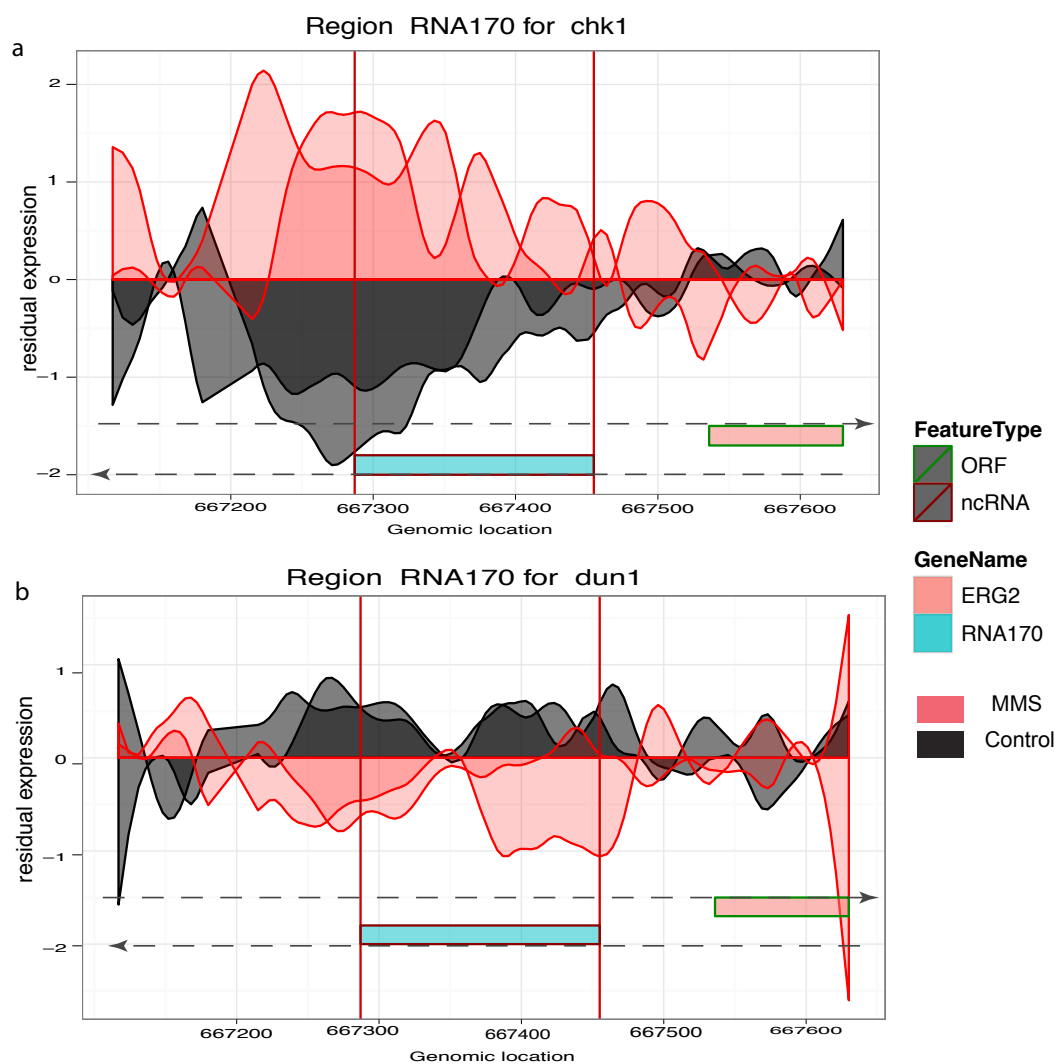 a
Region RNA170 for chk1
residual expression
2
1
0
−1
−2
667200
667300
667400
667500
667600
Genomic location
FeatureType
ORF
ncRNA
GeneName
ERG2
RNA170
MMS
Control
b
Region RNA170 for dun1
residual expression
1
0
−1
−2
667200
667300
667400
667500
667600
Genomic location